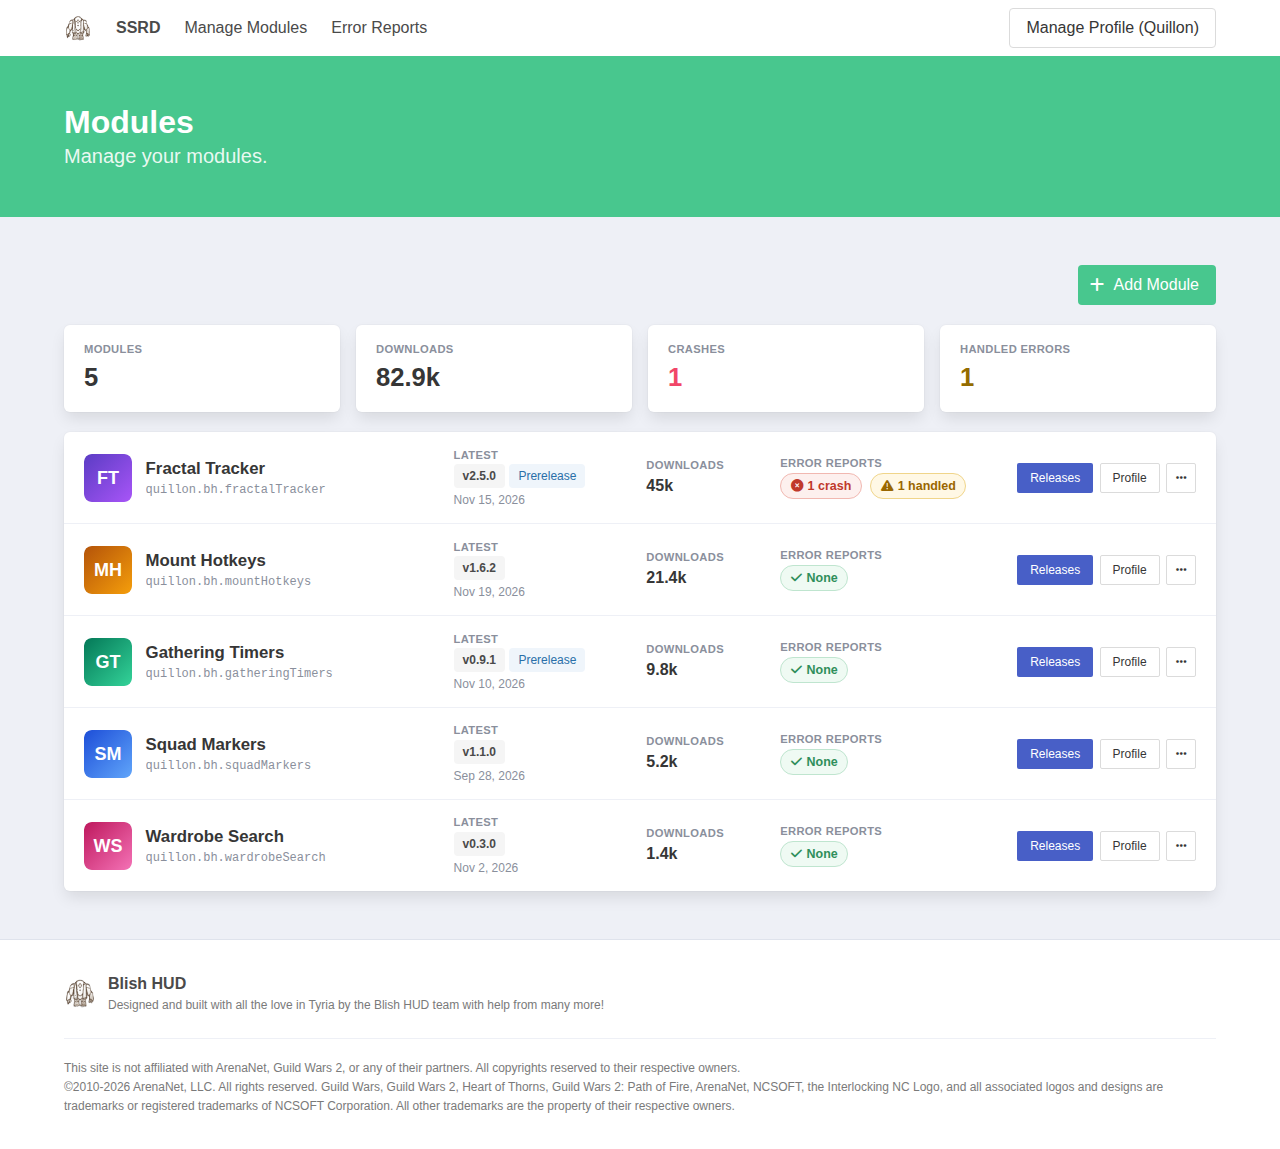 SSRD Manage Modules Error Reports Manage Profile (Quillon)
Modules
Manage your modules.
Add Module
MODULES DOWNLOADS CRASHES HANDLED ERRORS
5 82.9k 1 1
FT Fractal Tracker
quillon.bh.fractalTracker
LATEST
v2.5.0 Prerelease
Nov 15, 2026
DOWNLOADS
45k
ERROR REPORTS
1 crash 1 handled
Releases Profile
MH Mount Hotkeys
quillon.bh.mountHotkeys
LATEST
v1.6.2
Nov 19, 2026
DOWNLOADS
21.4k
ERROR REPORTS
None
Releases Profile
GT Gathering Timers
quillon.bh.gatheringTimers
LATEST
v0.9.1 Prerelease
Nov 10, 2026
DOWNLOADS
9.8k
ERROR REPORTS
None
Releases Profile
SM Squad Markers
quillon.bh.squadMarkers
LATEST
v1.1.0
Sep 28, 2026
DOWNLOADS
5.2k
ERROR REPORTS
None
Releases Profile
WS Wardrobe Search
quillon.bh.wardrobeSearch
LATEST
v0.3.0
Nov 2, 2026
DOWNLOADS
1.4k
ERROR REPORTS
None
Releases Profile
Blish HUD
Designed and built with all the love in Tyria by the Blish HUD team with help from many more!
This site is not affiliated with ArenaNet, Guild Wars 2, or any of their partners. All copyrights reserved to their respective owners.
©2010-2026 ArenaNet, LLC. All rights reserved. Guild Wars, Guild Wars 2, Heart of Thorns, Guild Wars 2: Path of Fire, ArenaNet, NCSOFT, the Interlocking NC Logo, and all associated logos and designs are
trademarks or registered trademarks of NCSOFT Corporation. All other trademarks are the property of their respective owners.